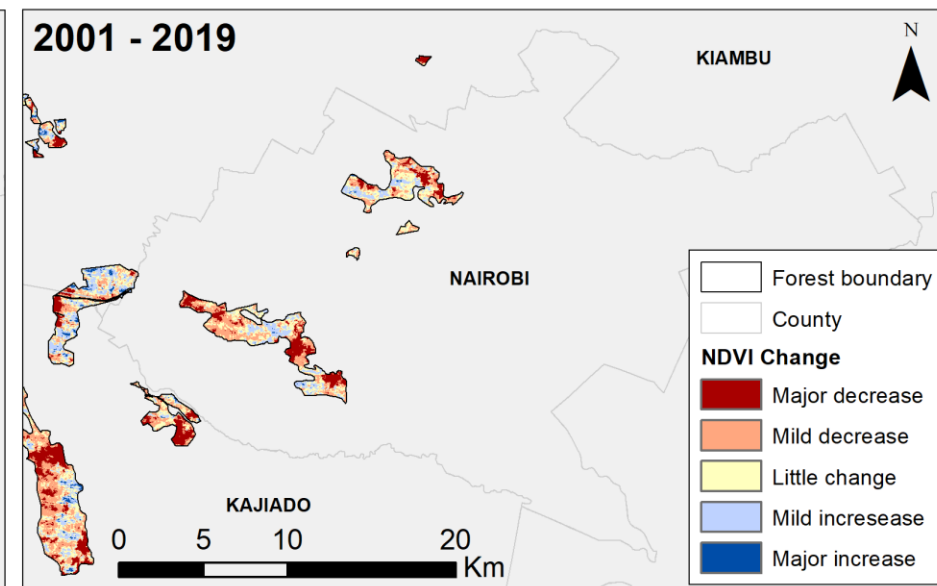 2001 - 2019
N
KIAMBU
NAIROBI
KAJIADO
0 5 10 20
Km
Forest boundary
County
NDVI Change
Major decrease
Mild decrease
Little change
Mild incresease
Major increase